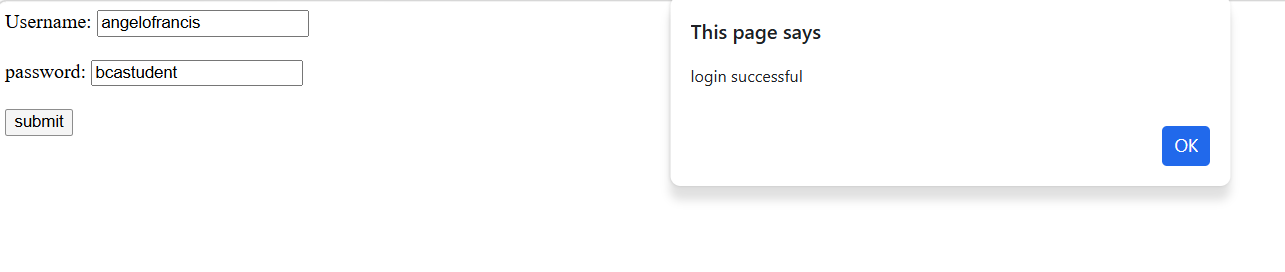 Username: angelofrancis
password: bcastudent
submit
This page says
login successful
OK